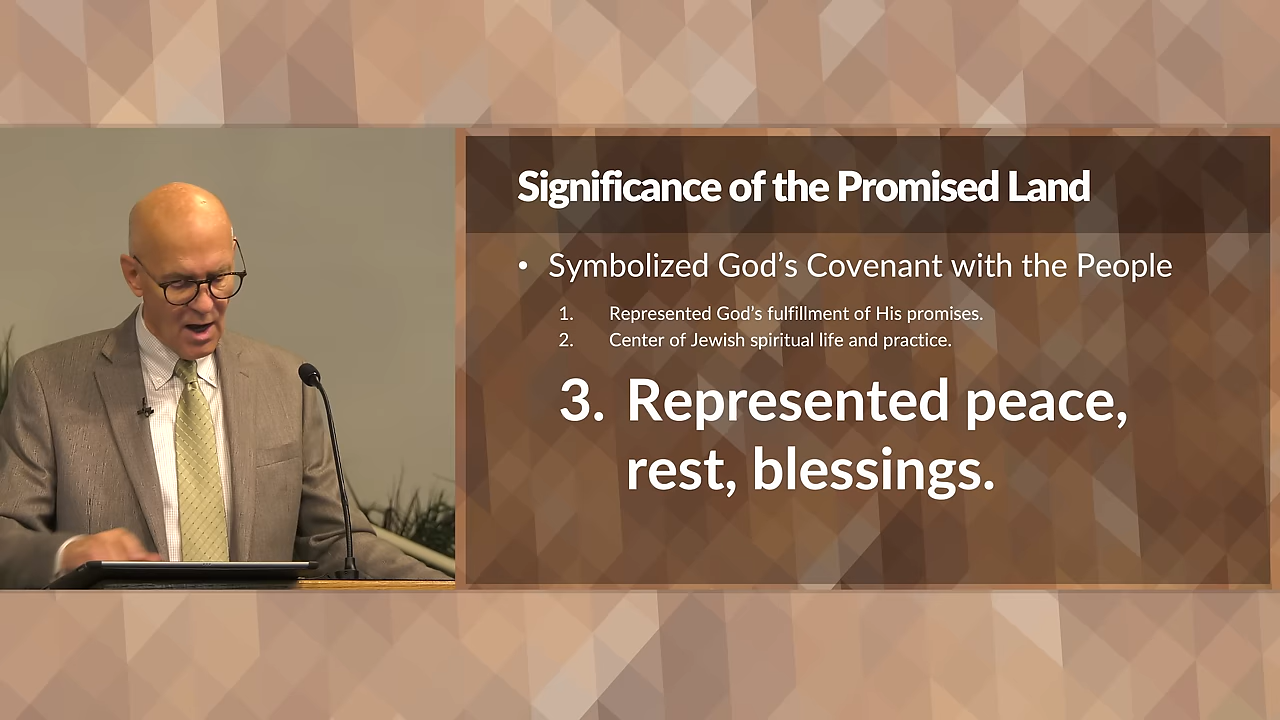 Significance of the Promised Land
• Symbolized God’s Covenant with the People
1. Represented God’s fulfillment of His promises.
2. Center of Jewish spiritual life and practice.
3. Represented peace,
rest, blessings.